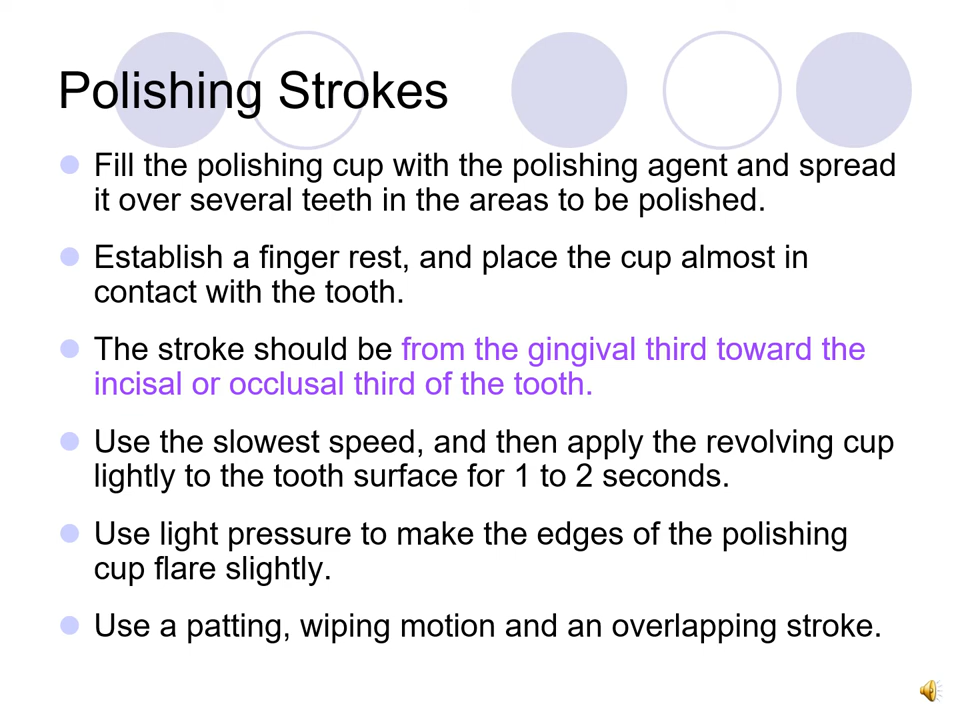 Polishing Strokes
Fill the polishing cup with the polishing agent and spread
it over several teeth in the areas to be polished.
Establish a finger rest, and place the cup almost in
contact with the tooth.
The stroke should be from the gingival third toward the
incisal or occlusal third of the tooth.
Use the slowest speed, and then apply the revolving cup
lightly to the tooth surface for 1 to 2 seconds.
Use light pressure to make the edges of the polishing
cup flare slightly.
Use a patting, wiping motion and an overlapping stroke.